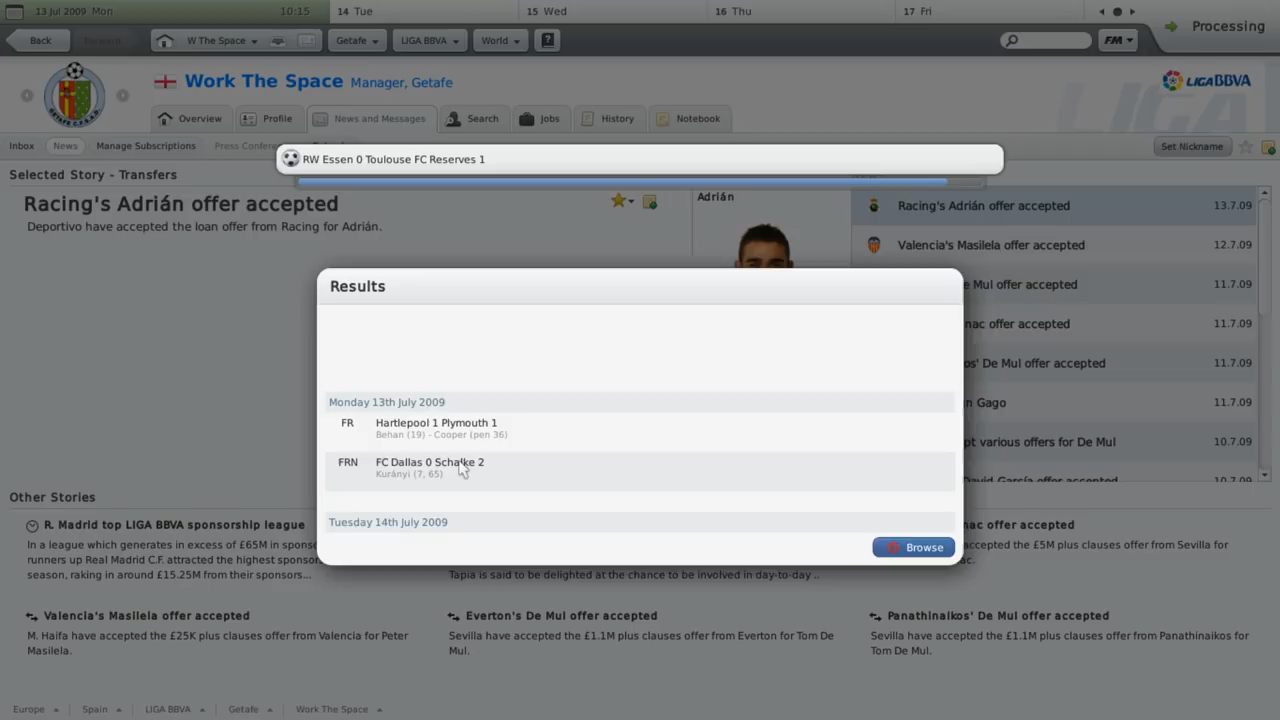 13 Jul 2009 Mon 10:15 14 Tue 15 Wed 16 Thu 17 Fri
Processing
Back W The Space Getafe LIGA BBVA World ? FM
Work The Space Manager, Getafe
LIGABBVA
Overview Profile News and Messages Search Jobs History Notebook
Inbox News Manage Subscriptions Press Set Nickname
RW Essen 0 Toulouse FC Reserves 1
Selected Story - Transfers
Racing's Adrián offer accepted
Deportivo have accepted the loan offer from Racing for Adrián.
Adrián
Racing's Adrián offer accepted 13.7.09
Valencia's Masilela offer accepted 12.7.09
e Mul offer accepted 11.7.09
nac offer accepted 11.7.09
os' De Mul offer accepted 11.7.09
n Gago 11.7.09
pt various offers for De Mul 10.7.09
David García offer accepted 10.7.09
Results
Monday 13th July 2009
FR Hartlepool 1 Plymouth 1
Behan (19) - Cooper (pen 36)
FRN FC Dallas 0 Schalke 2
Kurányi (7, 65)
Tuesday 14th July 2009
Browse
Other Stories
R. Madrid top LIGA BBVA sponsorship league
In a league which generates in excess of £65M in spons
runners up Real Madrid C.F. attracted the highest sponsor
season, raking in around £15.25M from their sponsors...
Tapia is said to be delighted at the chance to be involved in day-to-day ..
nac offer accepted
accepted the £5M plus clauses offer from Sevilla for
ac.
Valencia's Masilela offer accepted
M. Haifa have accepted the £25K plus clauses offer from Valencia for Peter
Masilela.
Everton's De Mul offer accepted
Sevilla have accepted the £1.1M plus clauses offer from Everton for Tom De
Mul.
Panathinaikos' De Mul offer accepted
Sevilla have accepted the £1.1M plus clauses offer from Panathinaikos for
Tom De Mul.
Europe Spain LIGA BBVA Getafe Work The Space